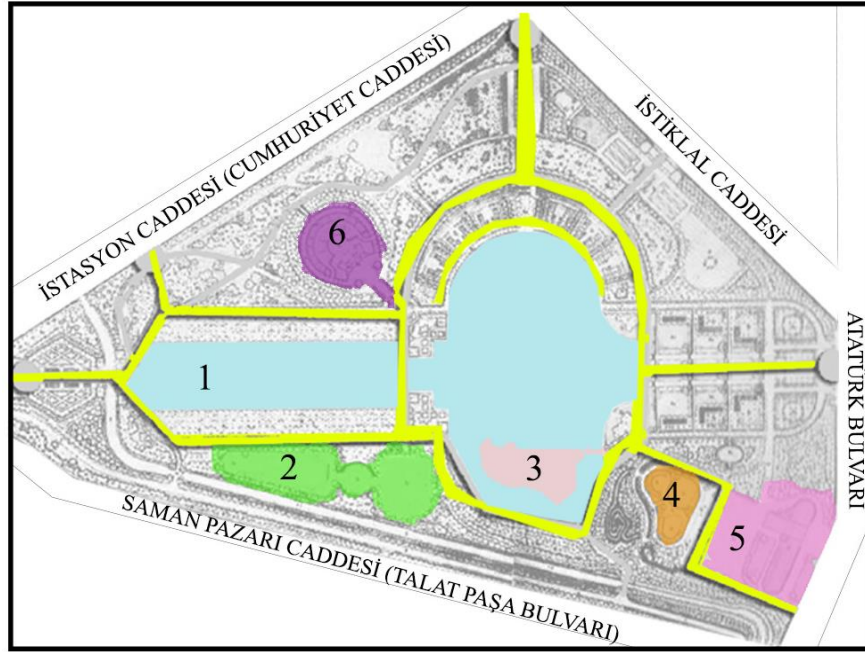 İSTASYON CADDESİ (CUMHURİYET CADDESİ)
İSTİKLAL CADDESİ
6
ATATÜRK BULVARI
1
2
3
4
5
SAMAN PAZARI CADDESİ (TALAT PAŞA BULVARI)